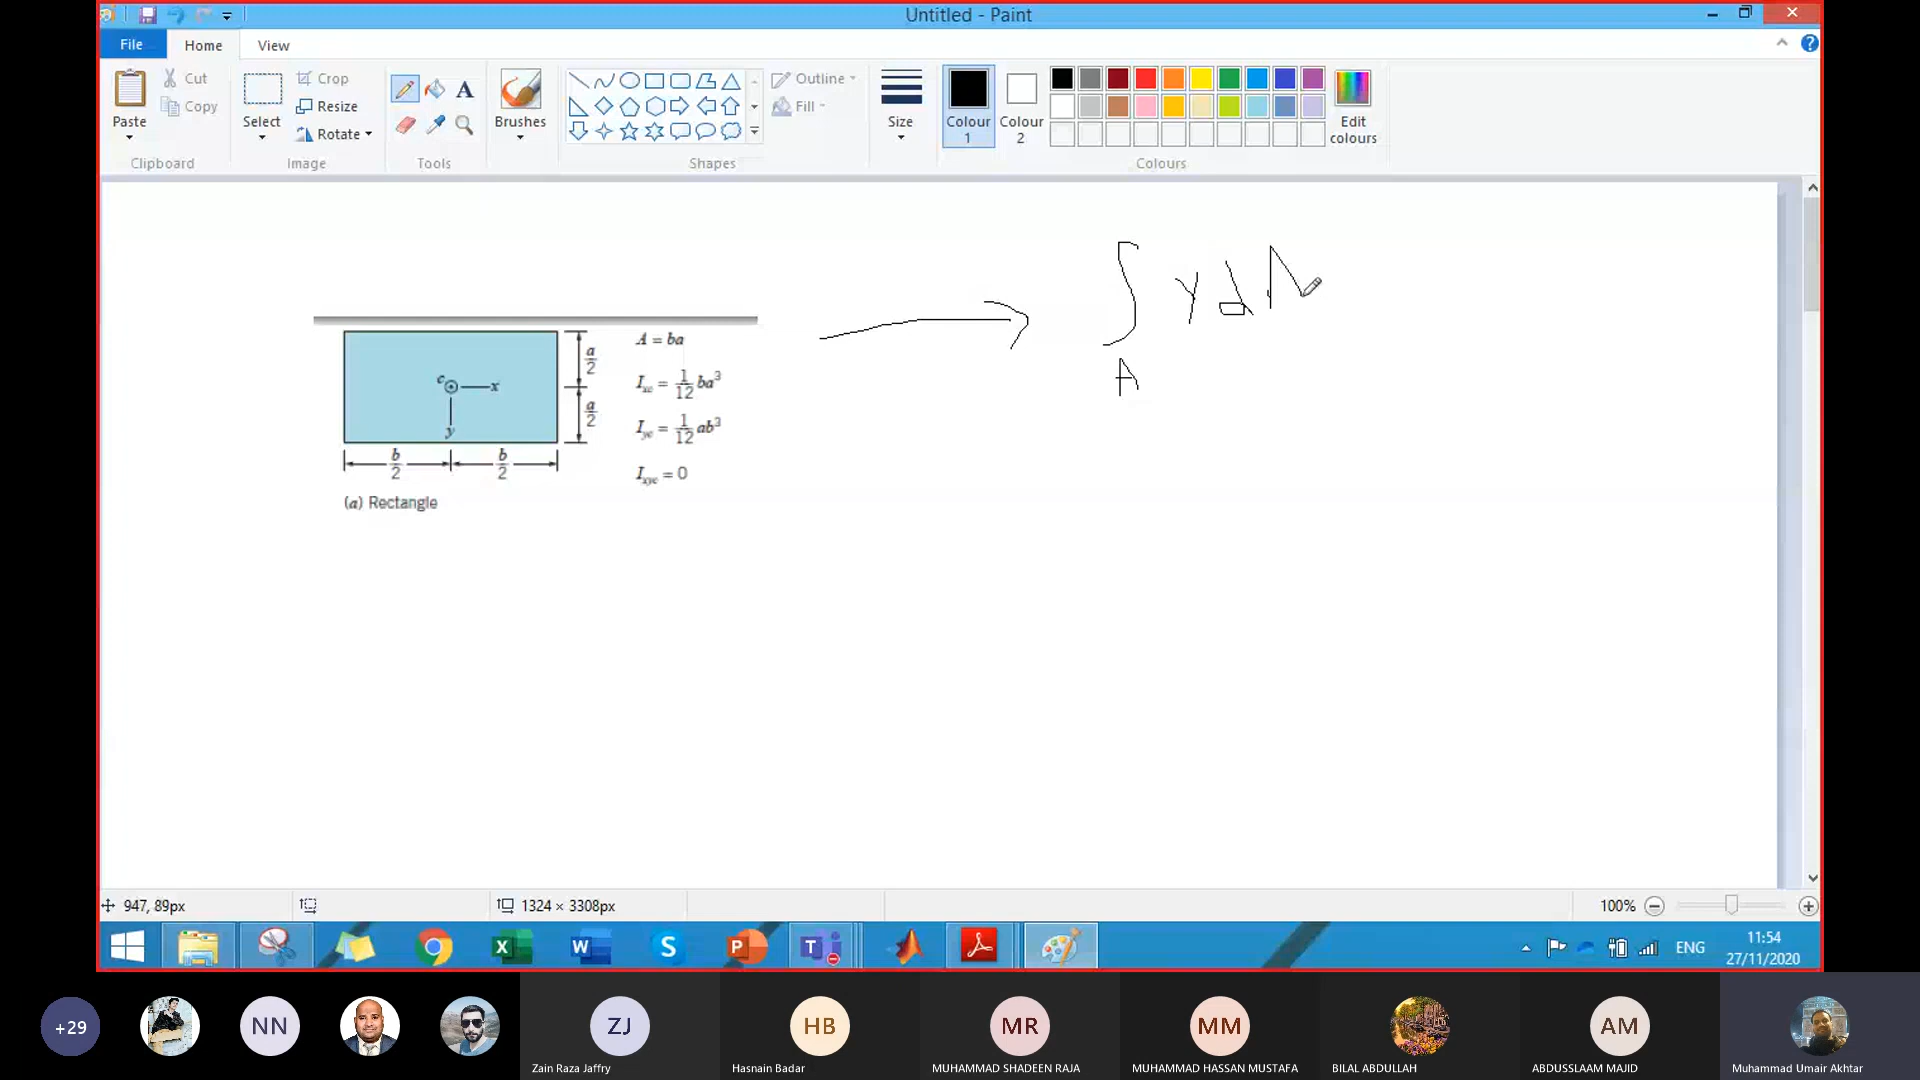 Untitled - Paint
File Home View
Paste Cut Copy Clipboard
Select Crop Resize Rotate Image
Tools
Brushes
Shapes
Outline Fill
Size
Colour 1
Colour 2
Edit colours
Colours
∫ y d
A
A = ba
I_xc = 1/12 ba³
I_yc = 1/12 ab³
I_xyc = 0
c x
y
a/2
a/2
b/2 b/2
(a) Rectangle
947, 89px 1324 × 3308px 100%
ENG 11:54
27/11/2020
+29 NN ZJ HB MR MM AM
Zain Raza Jaffry Hasnain Badar MUHAMMAD SHADEEN RAJA MUHAMMAD HASSAN MUSTAFA BILAL ABDULLAH ABDUSSLAAM MAJID Muhammad Umair Akhtar